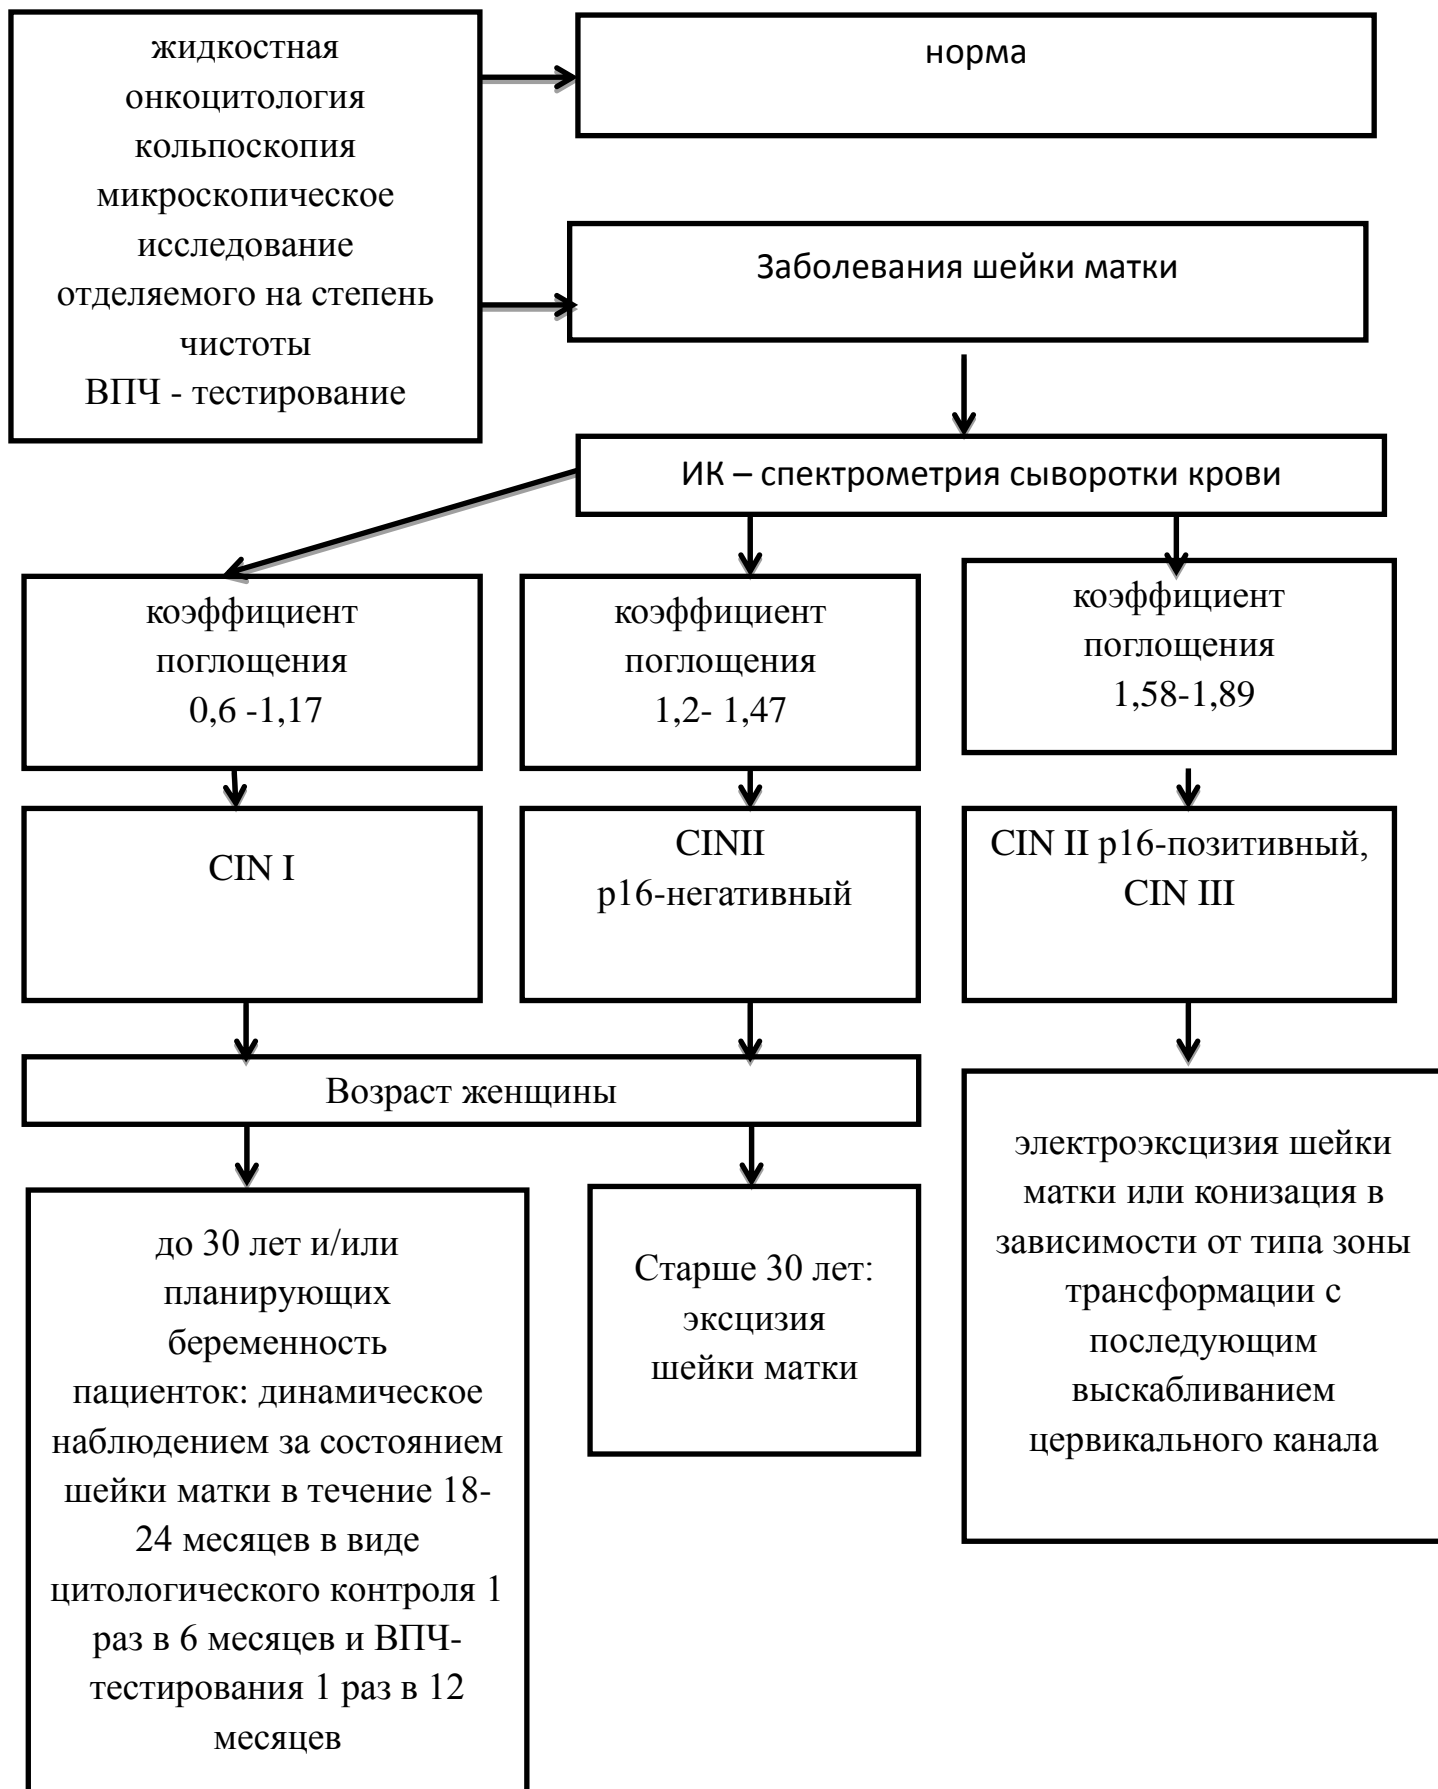 жидкостная
онкоцитология
кольпоскопия
микроскопическое
исследование
отделяемого на степень
чистоты
ВПЧ - тестирование
норма
Заболевания шейки матки
ИК – спектрометрия сыворотки крови
коэффициент
поглощения
0,6 -1,17
коэффициент
поглощения
1,2- 1,47
коэффициент
поглощения
1,58-1,89
CIN I
CINII
р16-негативный
CIN II р16-позитивный,
CIN III
Возраст женщины
до 30 лет и/или
планирующих
беременность
пациенток: динамическое
наблюдением за состоянием
шейки матки в течение 18-
24 месяцев в виде
цитологического контроля 1
раз в 6 месяцев и ВПЧ-
тестирования 1 раз в 12
месяцев
Старше 30 лет:
эксцизия
шейки матки
электроэксцизия шейки
матки или конизация в
зависимости от типа зоны
трансформации с
последующим
выскабливанием
цервикального канала